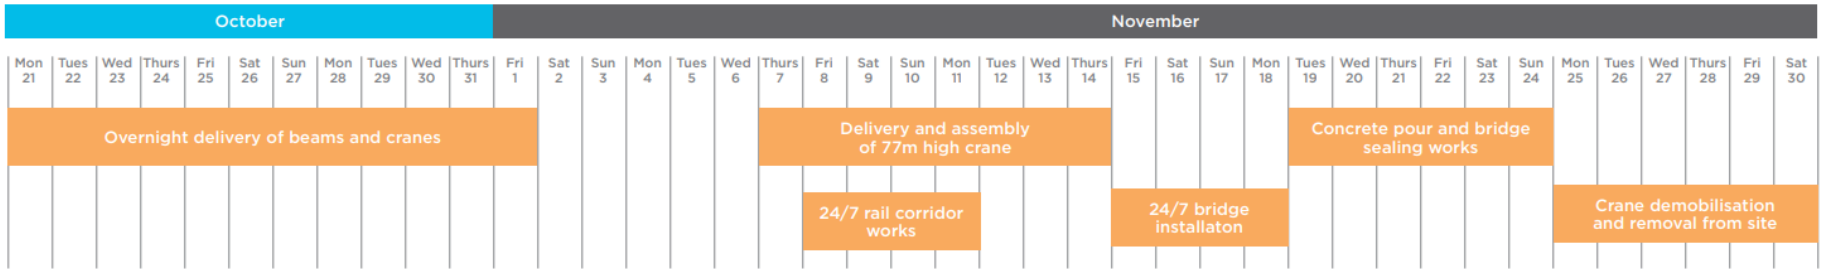 October
November
Mon Tues Wed Thurs Fri Sat Sun Mon Tues Wed Thurs Fri Sat Sun Mon Tues Wed Thurs Fri Sat Sun Mon Tues Wed Thurs Fri Sat Sun Mon Tues Wed Thurs Fri Sat Sun Mon Tues Wed Thurs Fri Sat
21 22 23 24 25 26 27 28 29 30 31 1 2 3 4 5 6 7 8 9 10 11 12 13 14 15 16 17 18 19 20 21 22 23 24 25 26 27 28 29 30
Overnight delivery of beams and cranes
Delivery and assembly
of 77m high crane
Concrete pour and bridge
sealing works
24/7 rail corridor
works
24/7 bridge
installaton
Crane demobilisation
and removal from site